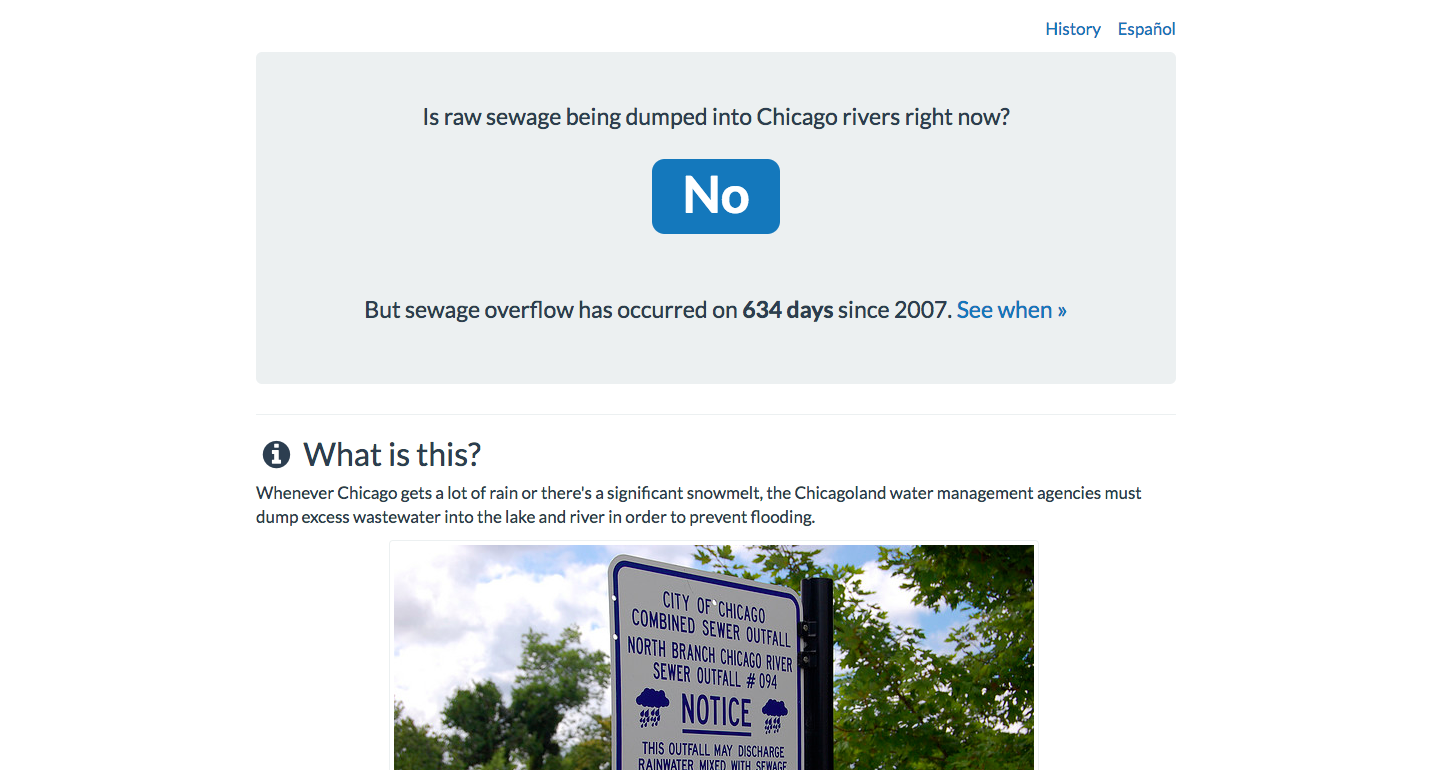 History Español
Is raw sewage being dumped into Chicago rivers right now?
No
But sewage overflow has occurred on 634 days since 2007. See when »
What is this?
Whenever Chicago gets a lot of rain or there's a significant snowmelt, the Chicagoland water management agencies must
dump excess wastewater into the lake and river in order to prevent flooding.
CITY OF CHICAGO
COMBINED SEWER OUTFALL
NORTH BRANCH CHICAGO RIVER
SEWER OUTFALL # 094
NOTICE
THIS OUTFALL MAY DISCHARGE
RAINWATER MIXED WITH SEWAGE